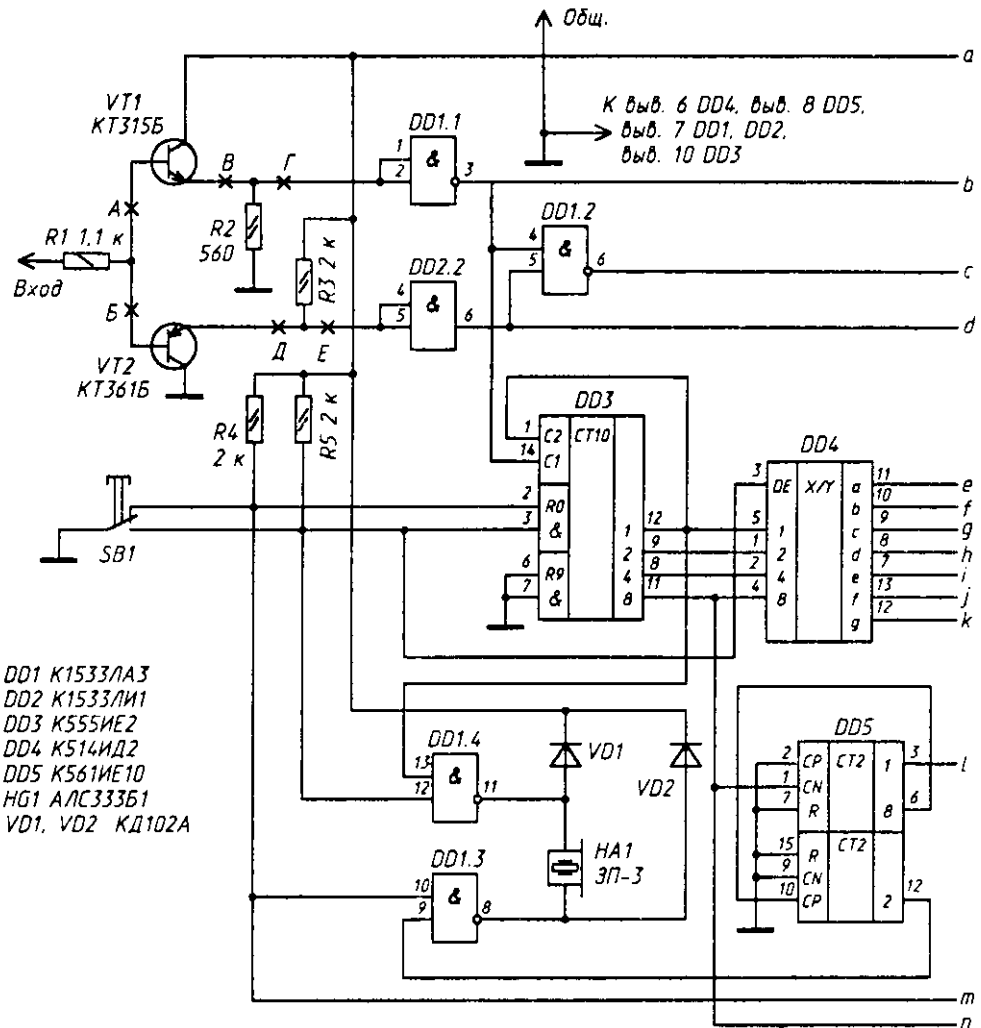 Общ.
a
VT1
КТ315Б
К выв. 6 DD4, выв. 8 DD5,
выв. 7 DD1, DD2,
выв. 10 DD3
DD1.1
1
&
2
3
В
Г
b
А
R2
560
DD1.2
4
&
5
6
c
R1 1,1 к
Вход
R3 2 к
DD2.2
4
&
5
6
d
Б
Д
Е
VT2
КТ361Б
R4
2 к
R5 2 к
DD3
1
C2
CT10
14
C1
2
R0
3
&
6
R9
7
&
1
12
2
9
4
8
8
11
DD4
3
DE
X/Y
5
1
1
2
2
4
4
8
a
11
e
b
10
f
c
9
g
d
8
h
e
7
i
f
13
j
g
12
k
SB1
DD1 К1533ЛА3
DD2 К1533ЛИ1
DD3 К555ИЕ2
DD4 К514ИД2
DD5 К561ИЕ10
HG1 АЛС333Б1
VD1, VD2 КД102А
DD1.4
13
&
12
11
VD1
VD2
HA1
ЗП-3
DD1.3
10
&
9
8
DD5
2
CP
CT2
1
3
l
1
CN
7
R
8
6
15
R
CT2
9
CN
10
CP
2
12
m
n